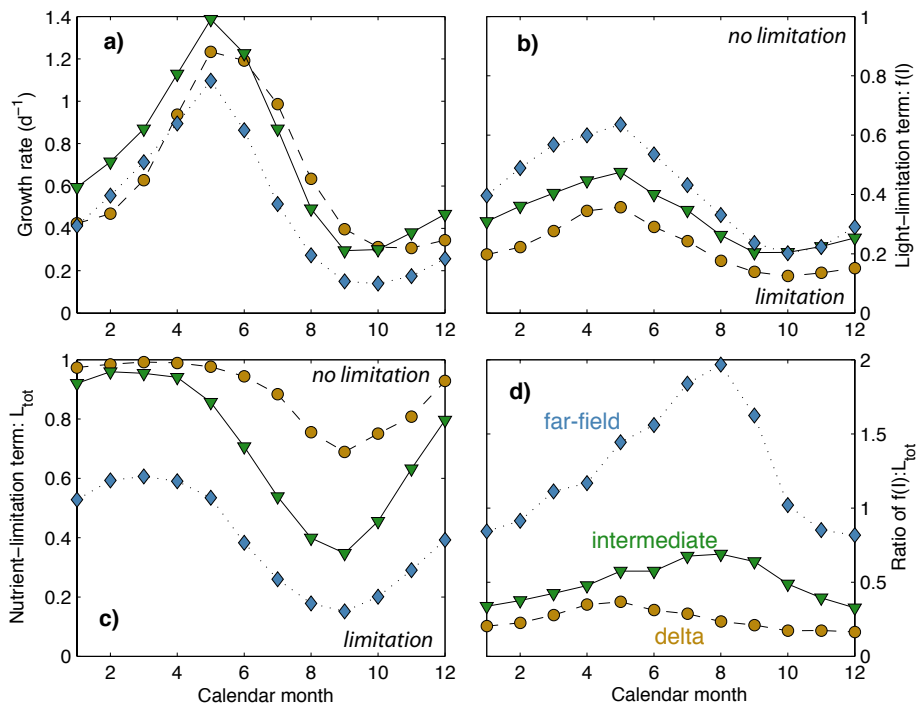 a)
Growth rate (d⁻¹)
1.4
1.2
1
0.8
0.6
0.4
0.2
0
2 4 6 8 10 12
b)
no limitation
limitation
Light−limitation term: f(I)
1
0.8
0.6
0.4
0.2
0
2 4 6 8 10 12
c)
no limitation
limitation
Nutrient−limitation term: L_tot
1
0.8
0.6
0.4
0.2
0
2 4 6 8 10 12
Calendar month
d)
far-field
intermediate
delta
Ratio of f(I):L_tot
2
1.5
1
0.5
0
2 4 6 8 10 12
Calendar month